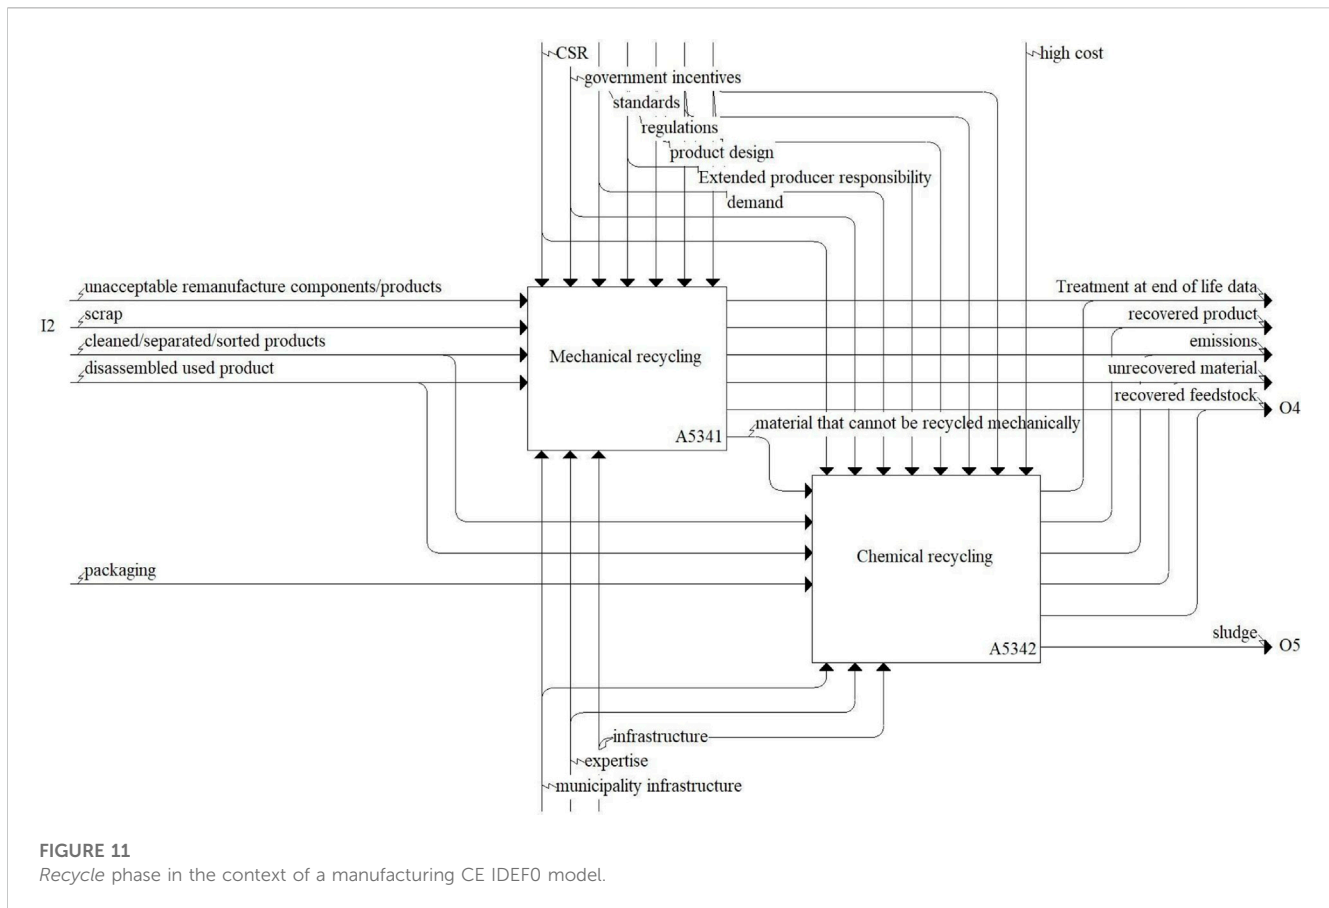 CSR
high cost
government incentives
standards
regulations
product design
Extended producer responsibility
demand
unacceptable remanufacture components/products
Treatment at end of life data
scrap
recovered product
I2
cleaned/separated/sorted products
emissions
Mechanical recycling
disassembled used product
unrecovered material
recovered feedstock
O4
material that cannot be recycled mechanically
A5341
Chemical recycling
packaging
sludge
O5
A5342
infrastructure
expertise
municipality infrastructure
FIGURE 11
Recycle phase in the context of a manufacturing CE IDEF0 model.